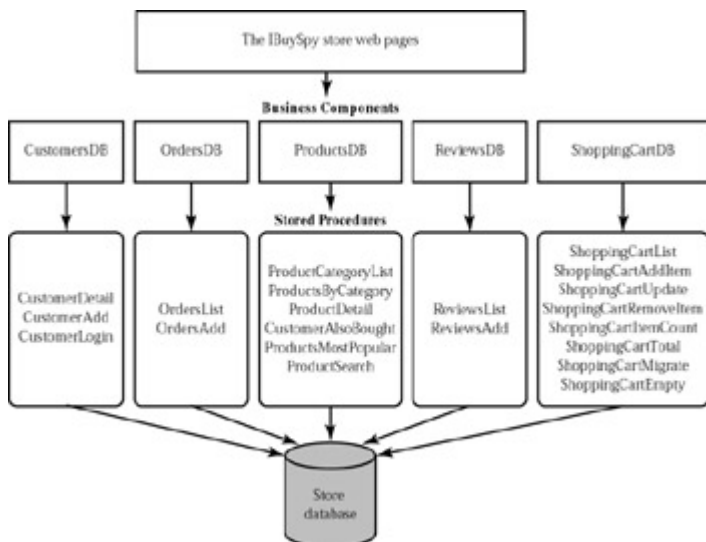 The IBuySpy store web pages
Business Components
CustomersDB
OrdersDB
ProductsDB
ReviewsDB
ShoppingCartDB
Stored Procedures
CustomerDetail
CustomerAdd
CustomerLogin
OrdersList
OrdersAdd
ProductCategoryList
ProductsByCategory
ProductDetail
CustomerAlsoBought
ProductsMostPopular
ProductSearch
ReviewsList
ReviewsAdd
ShoppingCartList
ShoppingCartAddItem
ShoppingCartUpdate
ShoppingCartRemoveItem
ShoppingCartItemCount
ShoppingCartTotal
ShoppingCartMigrate
ShoppingCartEmpty
Store
database